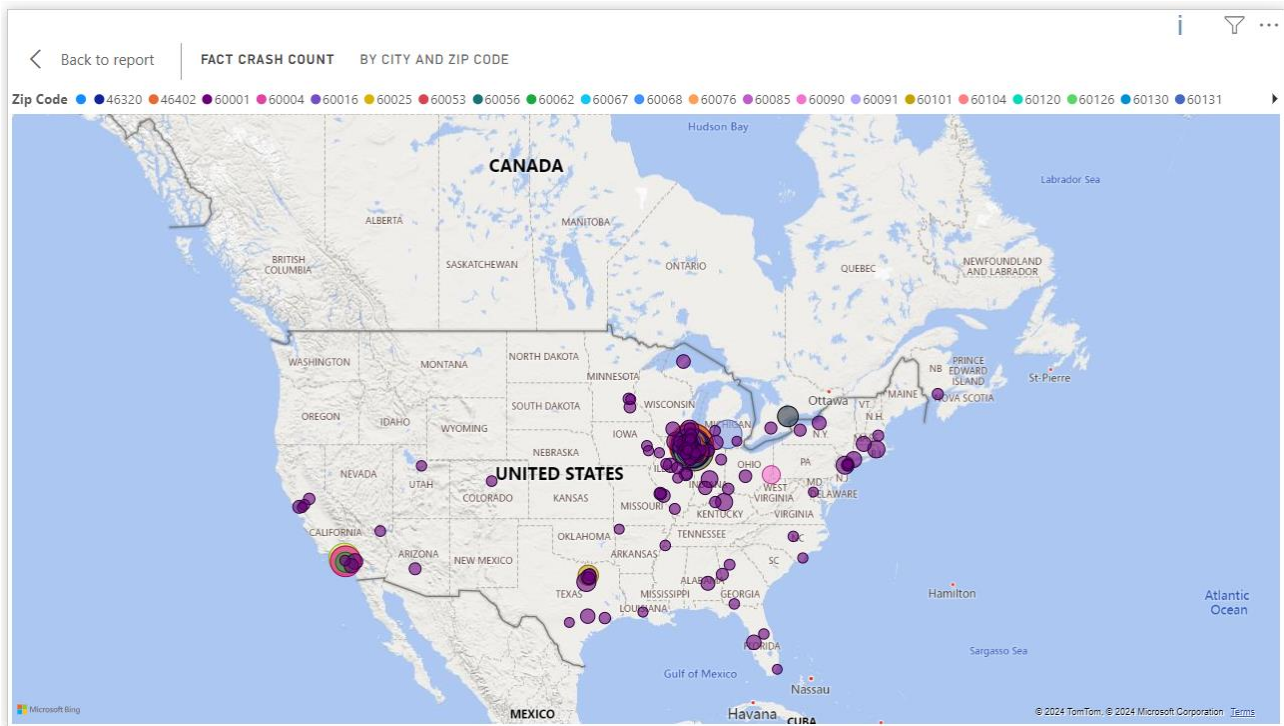 Back to report
FACT CRASH COUNT
BY CITY AND ZIP CODE
Zip Code 46320 46402 60001 60004 60016 60025 60053 60056 60062 60067 60068 60076 60085 60090 60091 60101 60104 60120 60126 60130 60131
Hudson Bay
CANADA
Labrador Sea
ALBERTA
MANITOBA
BRITISH
COLUMBIA
SASKATCHEWAN
ONTARIO
QUEBEC
NEWFOUNDLAND
AND LABRADOR
WASHINGTON
MONTANA
NORTH DAKOTA
MINNESOTA
NB
PRINCE
EDWARD
ISLAND
St-Pierre
OREGON
IDAHO
WYOMING
SOUTH DAKOTA
WISCONSIN
MICHIGAN
Ottawa
VT.
N.H.
MAINE
NOVA SCOTIA
IOWA
N.Y.
NEBRASKA
NEVADA
UTAH
UNITED STATES
OHIO
PA
N.J.
COLORADO
KANSAS
MISSOURI
INDIANA
WEST
VIRGINIA
MD
DELAWARE
KENTUCKY
VIRGINIA
CALIFORNIA
ARIZONA
NEW MEXICO
OKLAHOMA
ARKANSAS
TENNESSEE
NC
SC
TEXAS
LOUISIANA
MISSISSIPPI
ALABAMA
GEORGIA
Hamilton
Atlantic
Ocean
FLORIDA
Sargasso Sea
Gulf of Mexico
Nassau
MEXICO
Havana
CUBA
Microsoft Bing
© 2024 TomTom, © 2024 Microsoft Corporation Terms